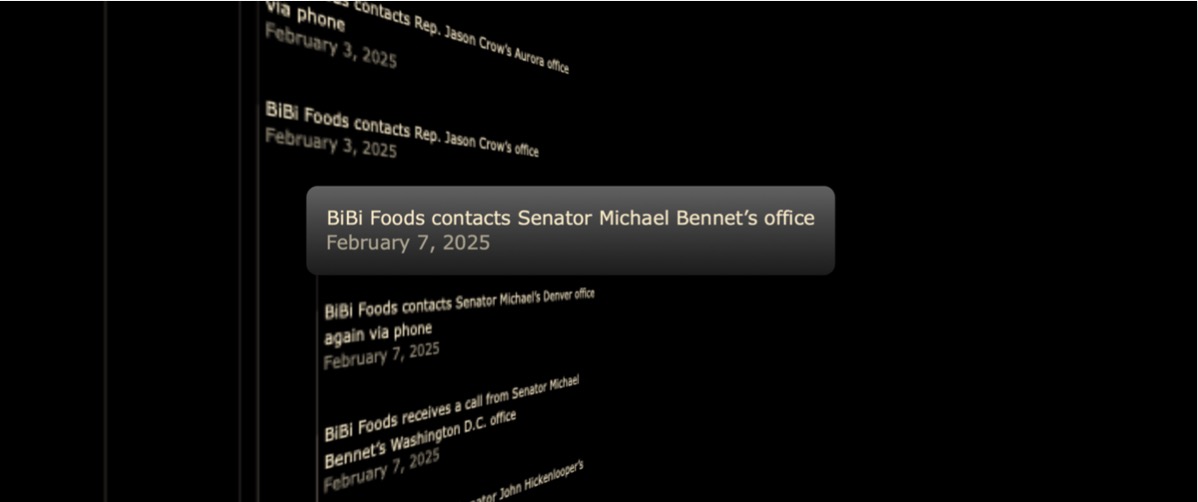 contacts Rep. Jason Crow’s Aurora office
via phone
February 3, 2025
BiBi Foods contacts Rep. Jason Crow’s office
February 3, 2025
BiBi Foods contacts Senator Michael Bennet’s office
February 7, 2025
BiBi Foods contacts Senator Michael’s Denver office
again via phone
February 7, 2025
BiBi Foods receives a call from Senator Michael
Bennet’s Washington D.C. office
February 7, 2025
John Hickenlooper’s